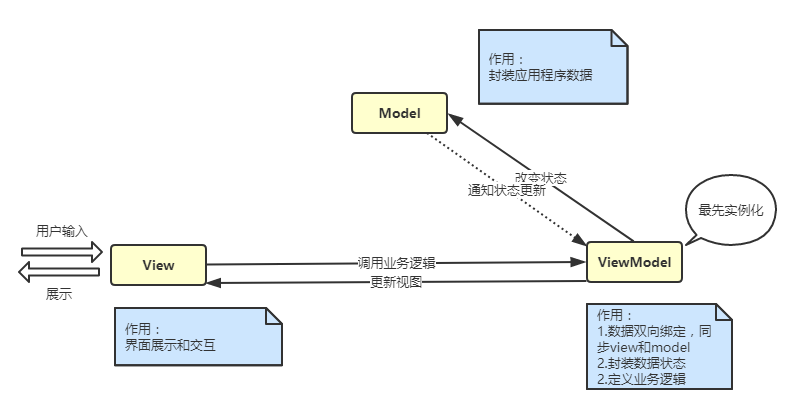 作用：
封装应用程序数据
Model
改变状态
通知状态更新
最先实例化
用户输入
View
调用业务逻辑
ViewModel
更新视图
展示
作用：
界面展示和交互
作用：
1.数据双向绑定，同
步view和model
2.封装数据状态
2.定义业务逻辑